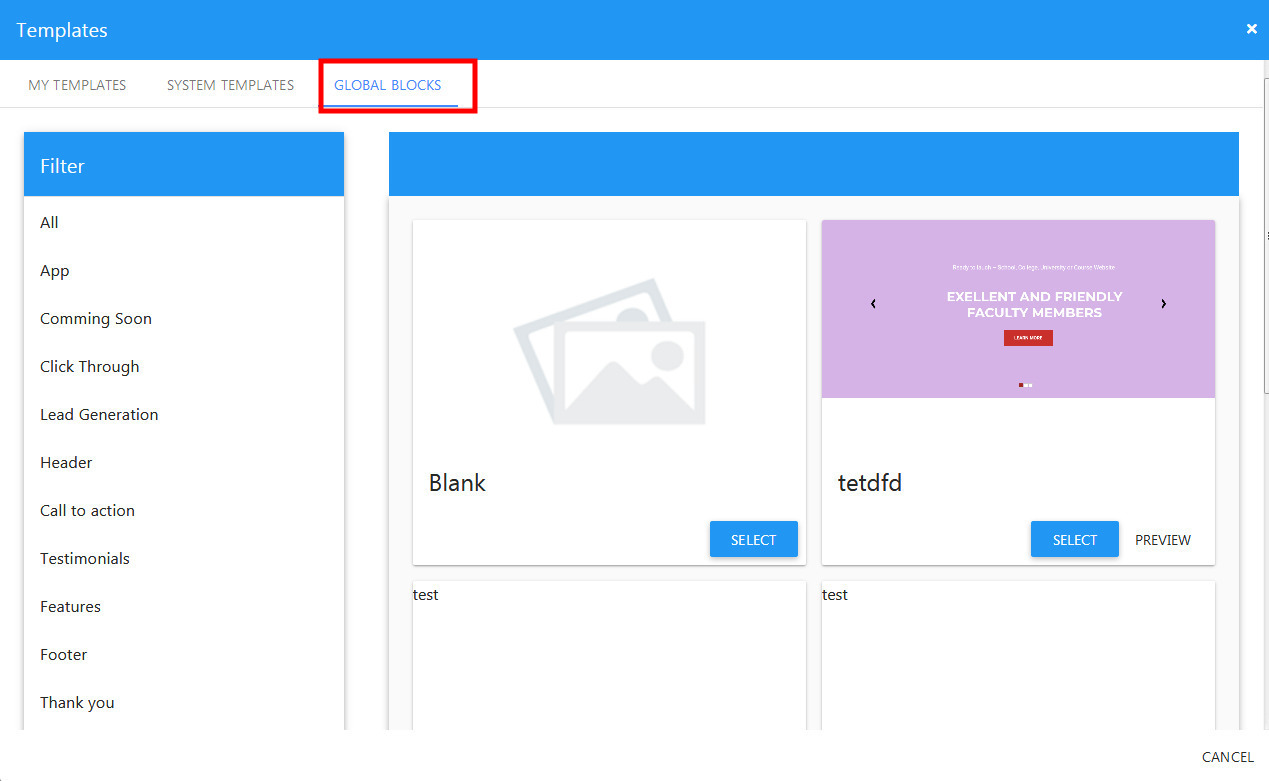 Templates
MY TEMPLATES
SYSTEM TEMPLATES
GLOBAL BLOCKS
Filter
All
App
Comming Soon
Click Through
Lead Generation
Header
Call to action
Testimonials
Features
Footer
Thank you
Blank
SELECT
Ready to touch – School, College, University or Course Website
EXELLENT AND FRIENDLY
FACULTY MEMBERS
LEARN MORE
tetdfd
SELECT
PREVIEW
test
test
CANCEL